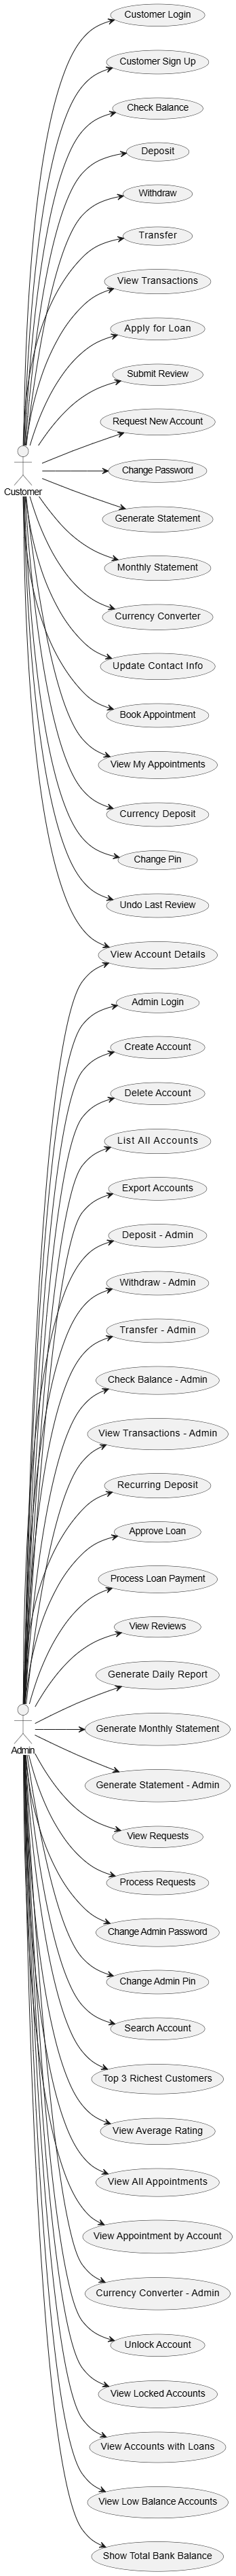 Customer Login
Customer Sign Up
Check Balance
Deposit
Withdraw
Transfer
View Transactions
Apply for Loan
Submit Review
Request New Account
Customer
Change Password
Generate Statement
Monthly Statement
Currency Converter
Update Contact Info
Book Appointment
View My Appointments
Currency Deposit
Change Pin
Undo Last Review
View Account Details
Admin Login
Create Account
Delete Account
List All Accounts
Export Accounts
Deposit - Admin
Withdraw - Admin
Transfer - Admin
Check Balance - Admin
View Transactions - Admin
Recurring Deposit
Approve Loan
Process Loan Payment
View Reviews
Generate Daily Report
Generate Monthly Statement
Admin
Generate Statement - Admin
View Requests
Process Requests
Change Admin Password
Change Admin Pin
Search Account
Top 3 Richest Customers
View Average Rating
View All Appointments
View Appointment by Account
Currency Converter - Admin
Unlock Account
View Locked Accounts
View Accounts with Loans
View Low Balance Accounts
Show Total Bank Balance